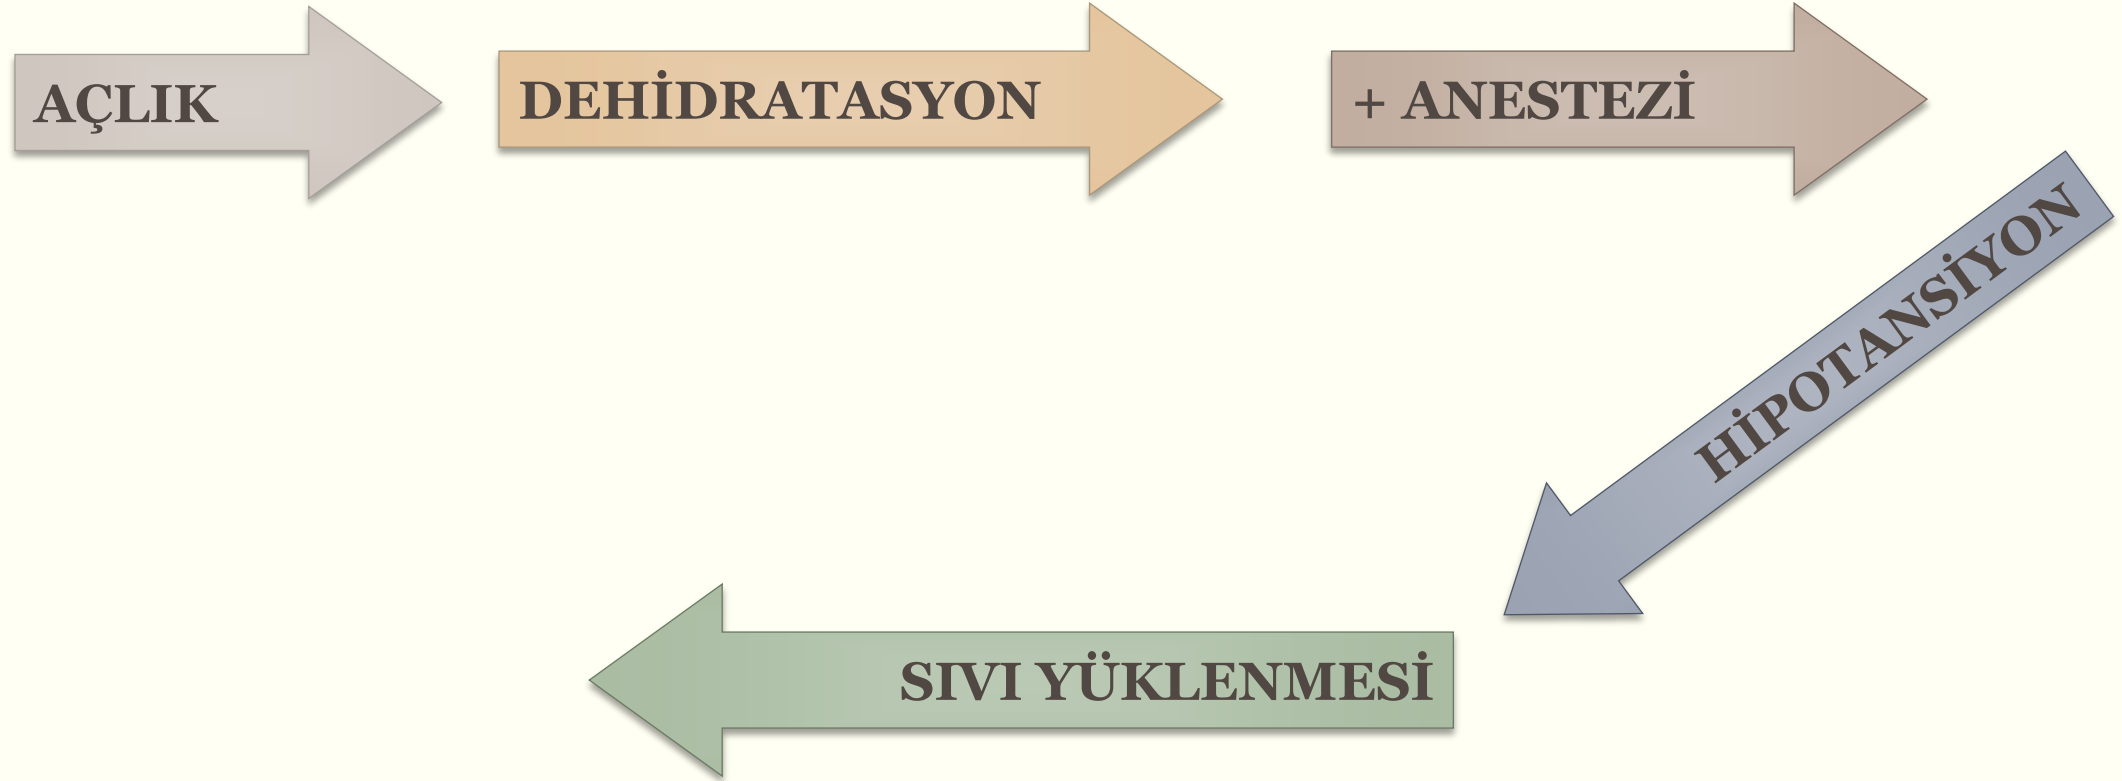 AÇLIK
DEHİDRATASYON
+ ANESTEZİ
HİPOTANSİYON
SIVI YÜKLENMESİ